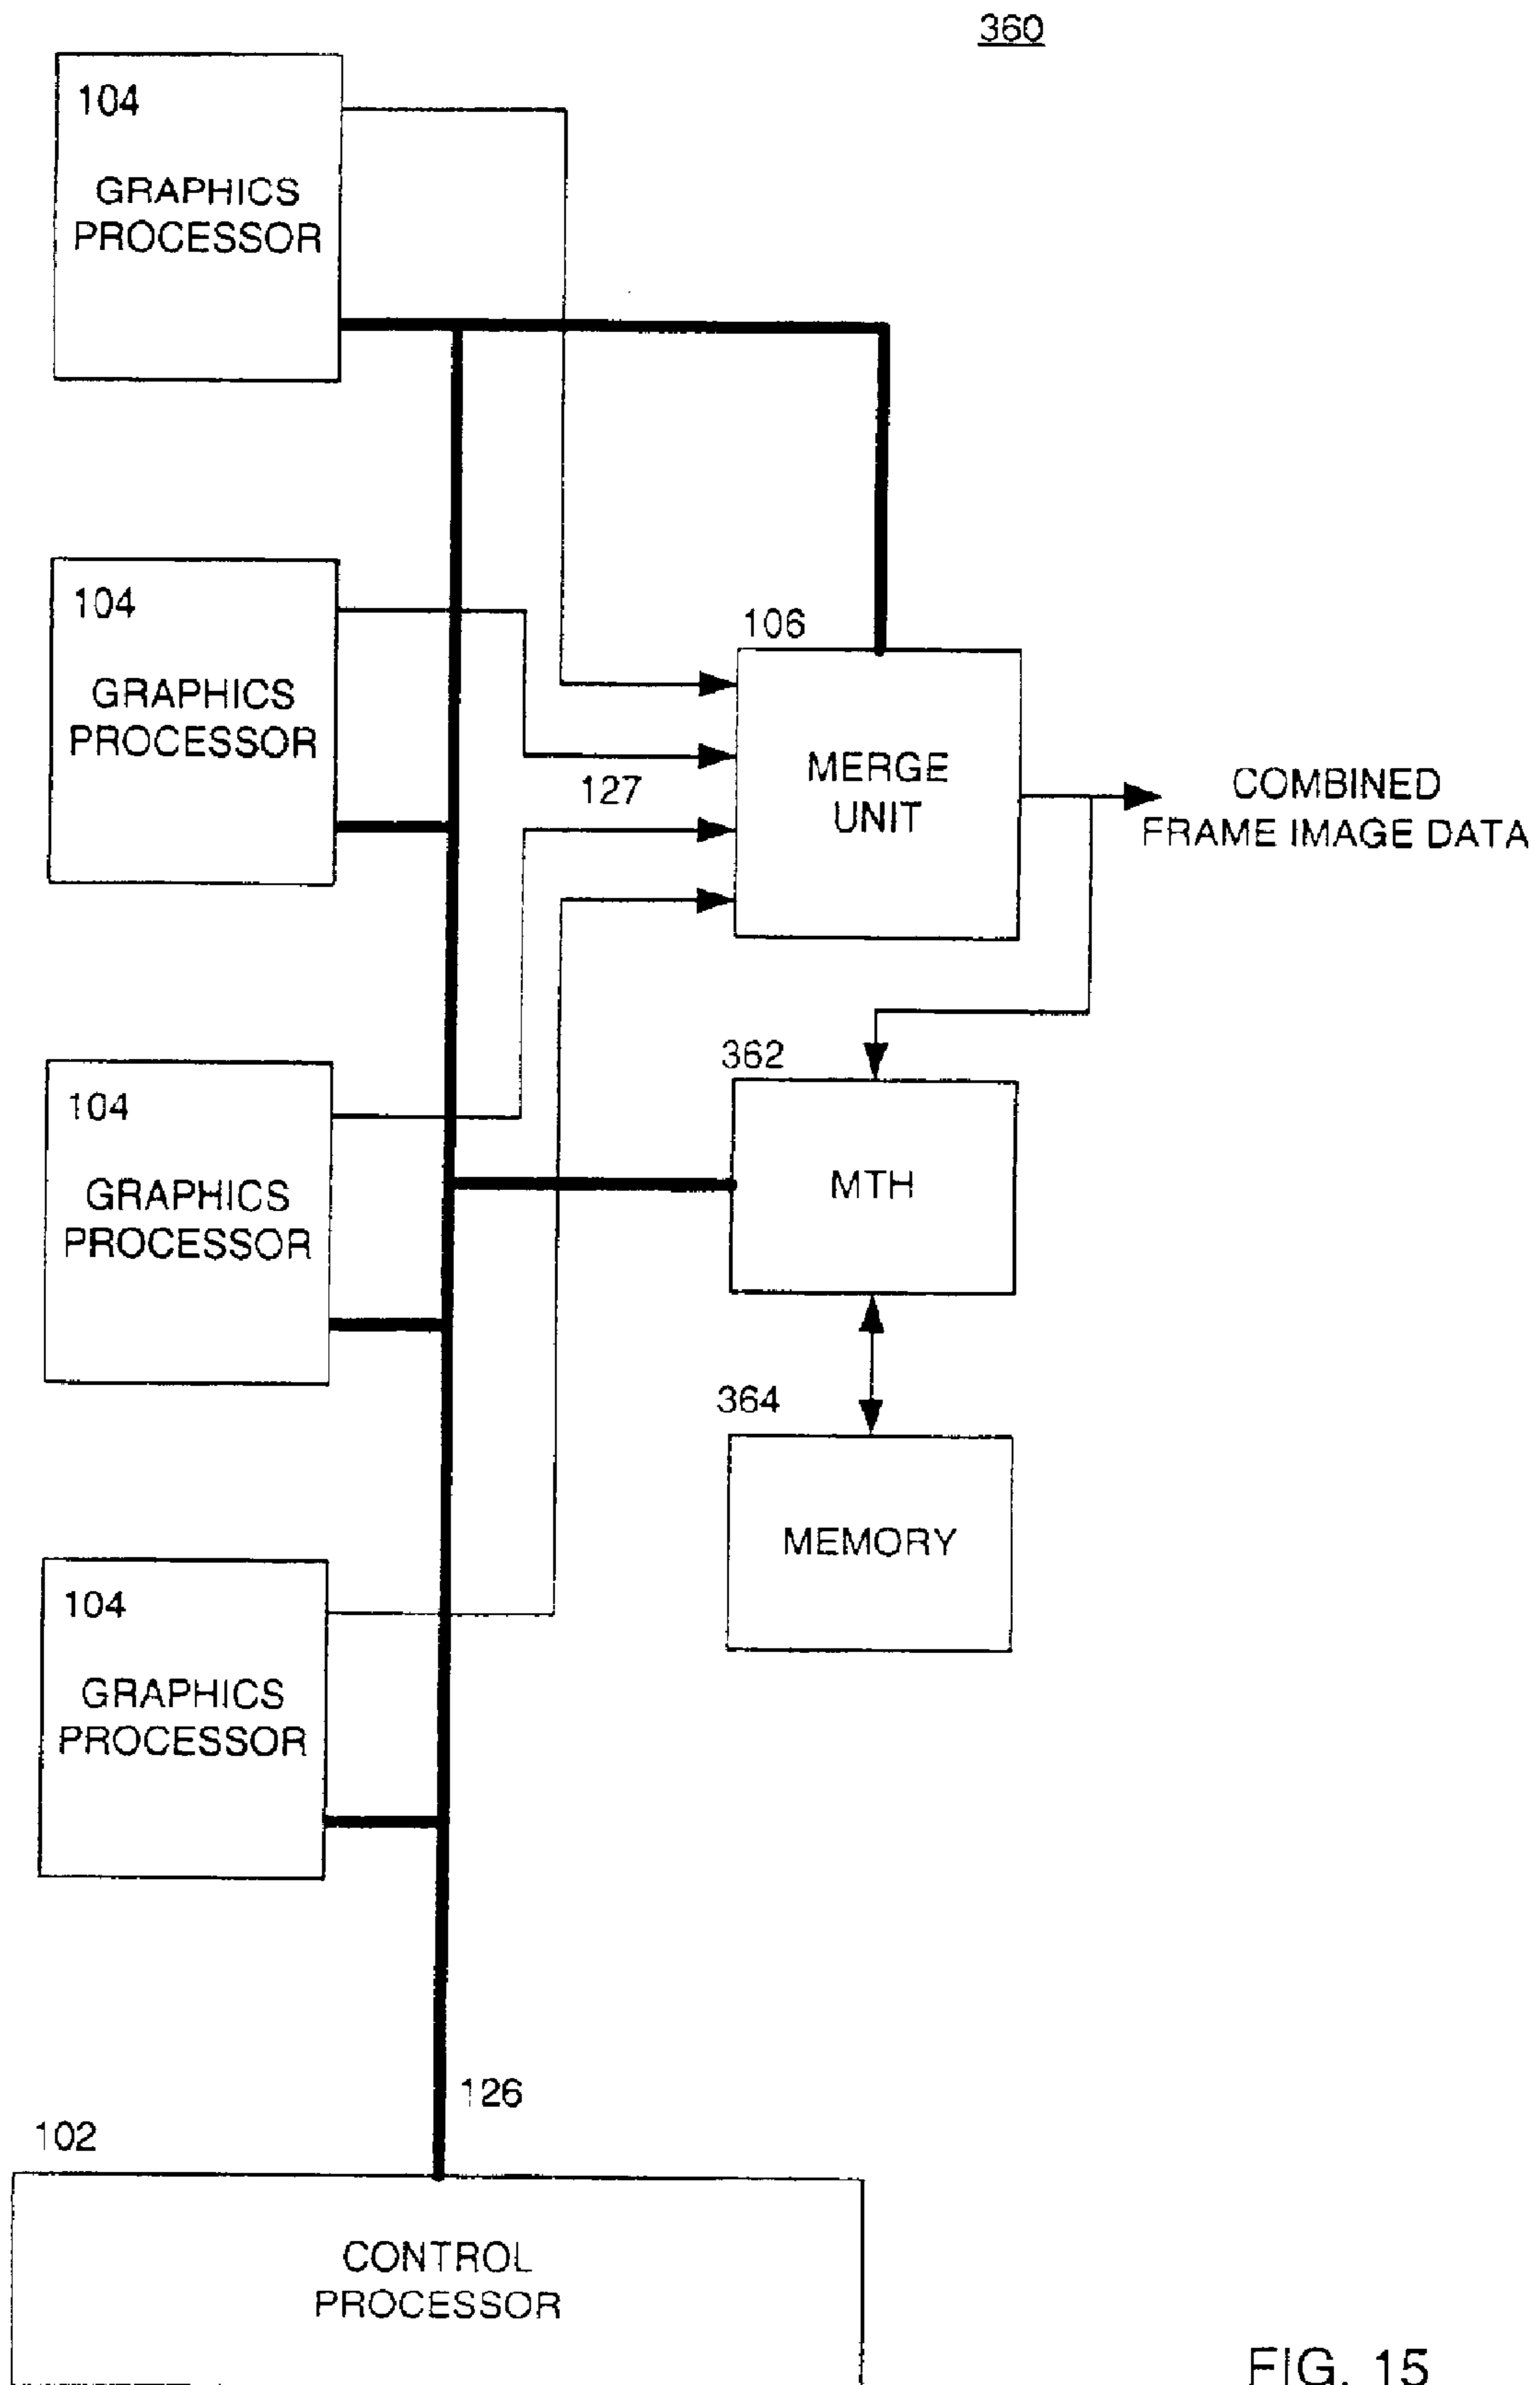 360
104
GRAPHICS
PROCESSOR
104
GRAPHICS
PROCESSOR
106
MERGE
UNIT
127
COMBINED
FRAME IMAGE DATA
104
GRAPHICS
PROCESSOR
362
MTH
364
MEMORY
104
GRAPHICS
PROCESSOR
126
102
CONTROL
PROCESSOR
FIG. 15